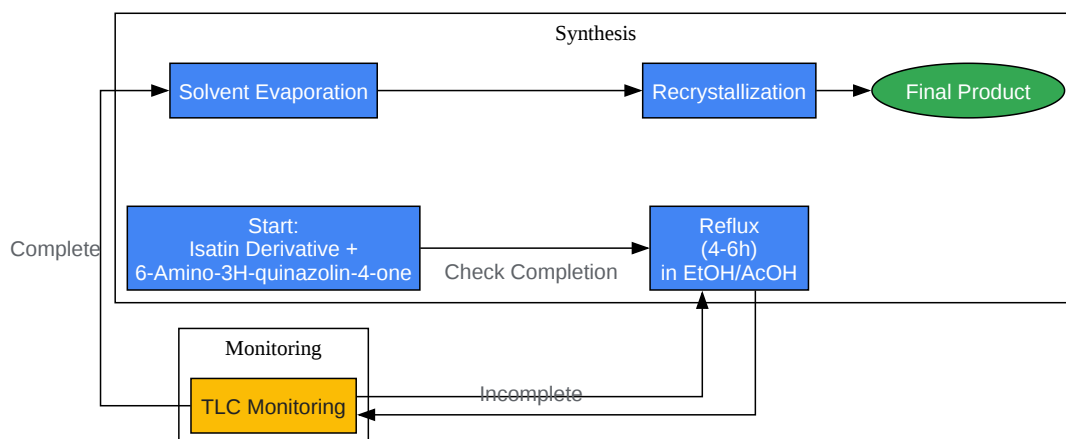 Synthesis
Solvent Evaporation
Recrystallization
Final Product
Start:
Isatin Derivative +
6-Amino-3H-quinazolin-4-one
Reflux
(4-6h)
in EtOH/AcOH
Complete
Check Completion
Monitoring
TLC Monitoring
Incomplete